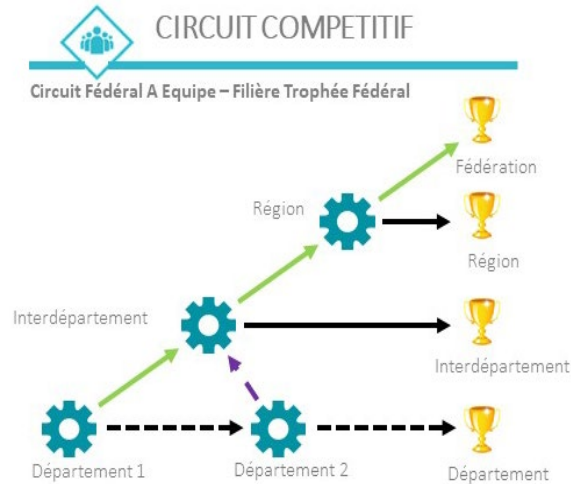 CIRCUIT COMPETITIF
Circuit Fédéral A Equipe – Filière Trophée Fédéral
Fédération
Région
Région
Interdépartement
Interdépartement
Département 1
Département 2
Département